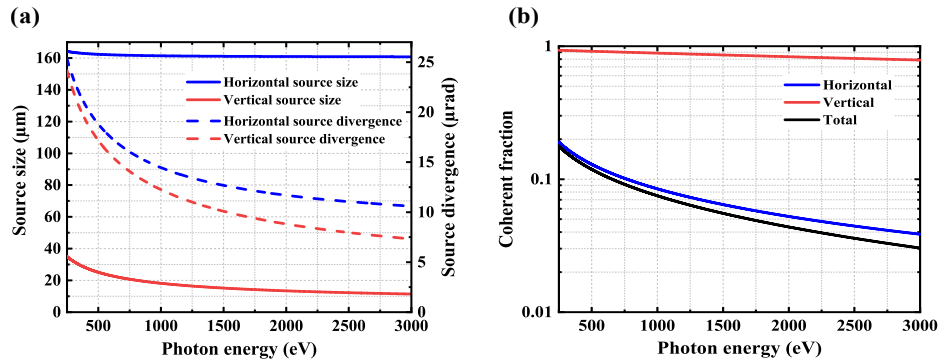 (a)
160
140
120
100
80
60
40
20
0
Source size (μm)
25
20
15
10
5
0
Source divergence (μrad)
Horizontal source size
Vertical source size
Horizontal source divergence
Vertical source divergence
500 1000 1500 2000 2500 3000
Photon energy (eV)
(b)
1
0.1
0.01
Coherent fraction
Horizontal
Vertical
Total
500 1000 1500 2000 2500 3000
Photon energy (eV)